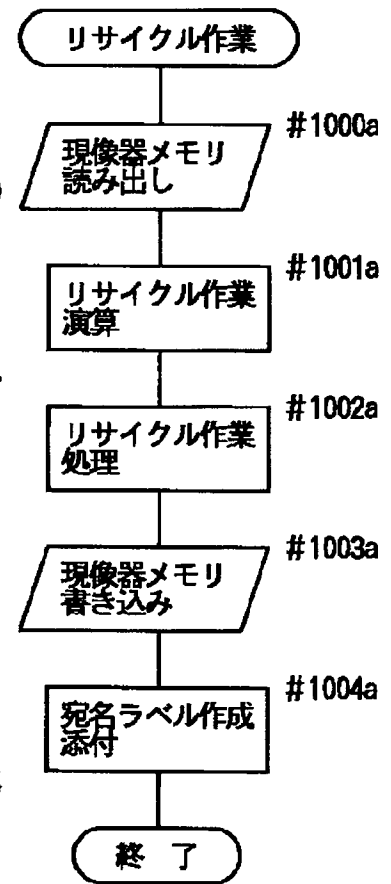 リサイクル作業
#1000a
現像器メモリ
読み出し
#1001a
リサイクル作業
演算
#1002a
リサイクル作業
処理
#1003a
現像器メモリ
書き込み
#1004a
宛名ラベル作成
添付
終 了